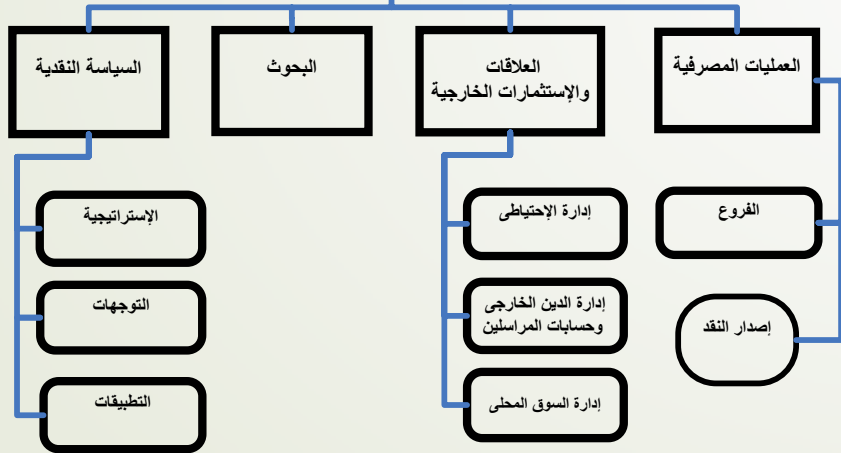 العمليات المصرفية
العلاقات
والإستثمارات الخارجية
البحوث
السياسة النقدية
الفروع
إصدار النقد
إدارة الإحتياطى
إدارة الدين الخارجى
وحسابات المراسلين
إدارة السوق المحلى
الإستراتيجية
التوجهات
التطبيقات